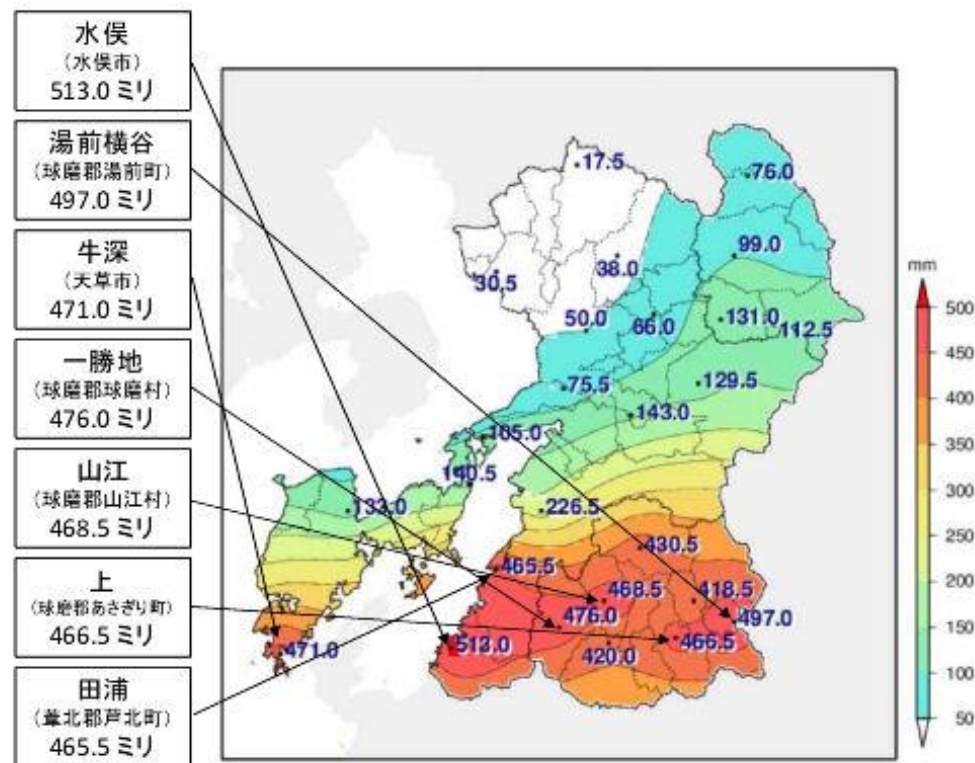 水俣
(水俣市)
513.0 ミリ
湯前横谷
(球磨郡湯前町)
497.0 ミリ
牛深
(天草市)
471.0 ミリ
一勝地
(球磨郡球磨村)
476.0 ミリ
山江
(球磨郡山江村)
468.5 ミリ
上
(球磨郡あさぎり町)
466.5 ミリ
田浦
(葦北郡芦北町)
465.5 ミリ
17.5
76.0
99.0
30.5
38.0
50.0
66.0
131.0
112.5
75.5
129.5
143.0
105.0
140.5
133.0
226.5
430.5
465.5
468.5
418.5
476.0
497.0
513.0
466.5
420.0
471.0
mm
500
450
400
350
300
250
200
150
100
50